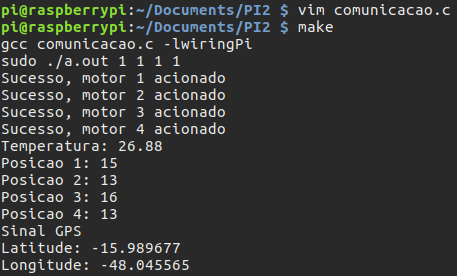 pi@raspberrypi:~/Documents/PI2 $ vim comunicacao.c
pi@raspberrypi:~/Documents/PI2 $ make
gcc comunicacao.c -lwiringPi
sudo ./a.out 1 1 1 1
Sucesso, motor 1 acionado
Sucesso, motor 2 acionado
Sucesso, motor 3 acionado
Sucesso, motor 4 acionado
Temperatura: 26.88
Posicao 1: 15
Posicao 2: 13
Posicao 3: 16
Posicao 4: 13
Sinal GPS
Latitude: -15.989677
Longitude: -48.045565